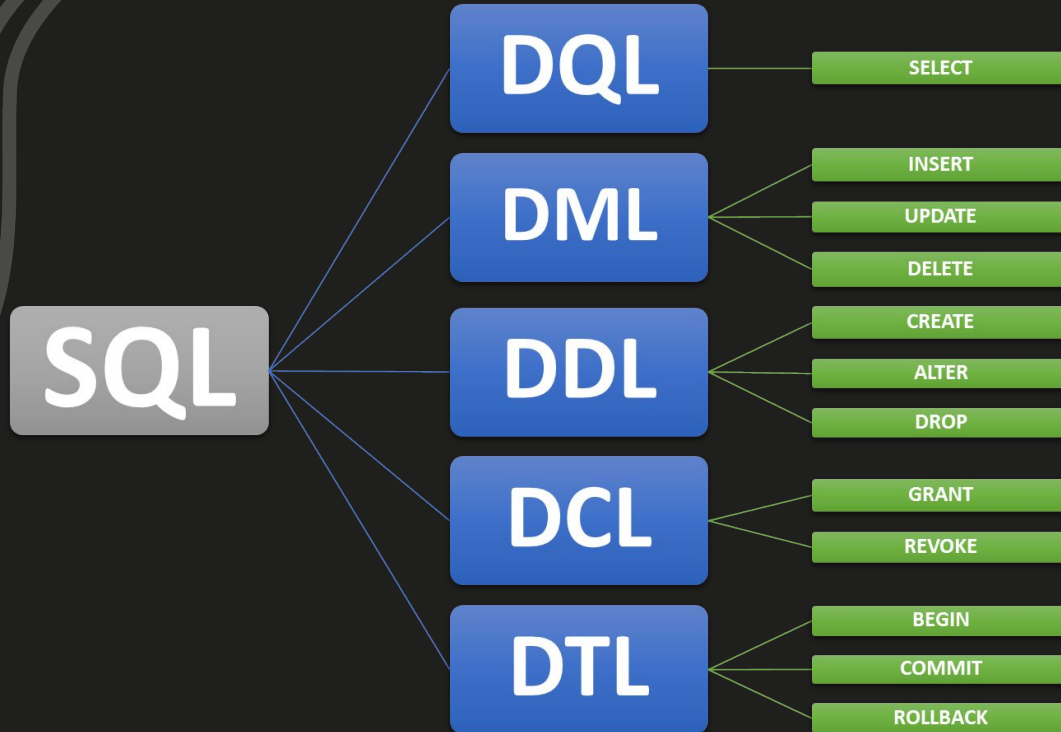 SQL
DQL
SELECT
DML
INSERT
UPDATE
DELETE
DDL
CREATE
ALTER
DROP
DCL
GRANT
REVOKE
DTL
BEGIN
COMMIT
ROLLBACK